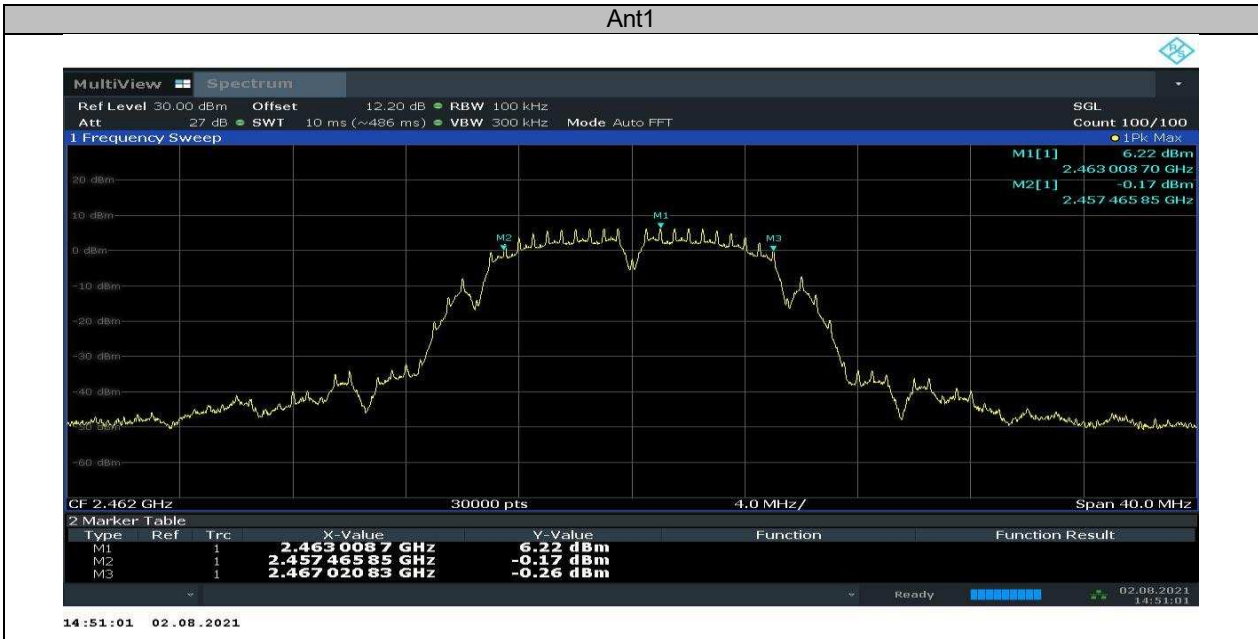 Ant1
R&S
MultiView Spectrum
Ref Level 30.00 dBm Offset 12.20 dB RBW 100 kHz SGL
Att 27 dB SWT 10 ms (~486 ms) VBW 300 kHz Mode Auto FFT Count 100/100
1 Frequency Sweep 1Pk Max
M1[1] 6.22 dBm
2.463 008 70 GHz
20 dBm
M2[1] -0.17 dBm
2.457 465 85 GHz
10 dBm
M1
M2
M3
0 dBm
-10 dBm
-20 dBm
-30 dBm
-40 dBm
-50 dBm
-60 dBm
CF 2.462 GHz 30000 pts 4.0 MHz/ Span 40.0 MHz
2 Marker Table
Type Ref Trc X-Value Y-Value Function Function Result
M1 1 2.463 008 7 GHz 6.22 dBm
M2 1 2.457 465 85 GHz -0.17 dBm
M3 1 2.467 020 83 GHz -0.26 dBm
Ready 02.08.2021
14:51:01
14:51:01 02.08.2021